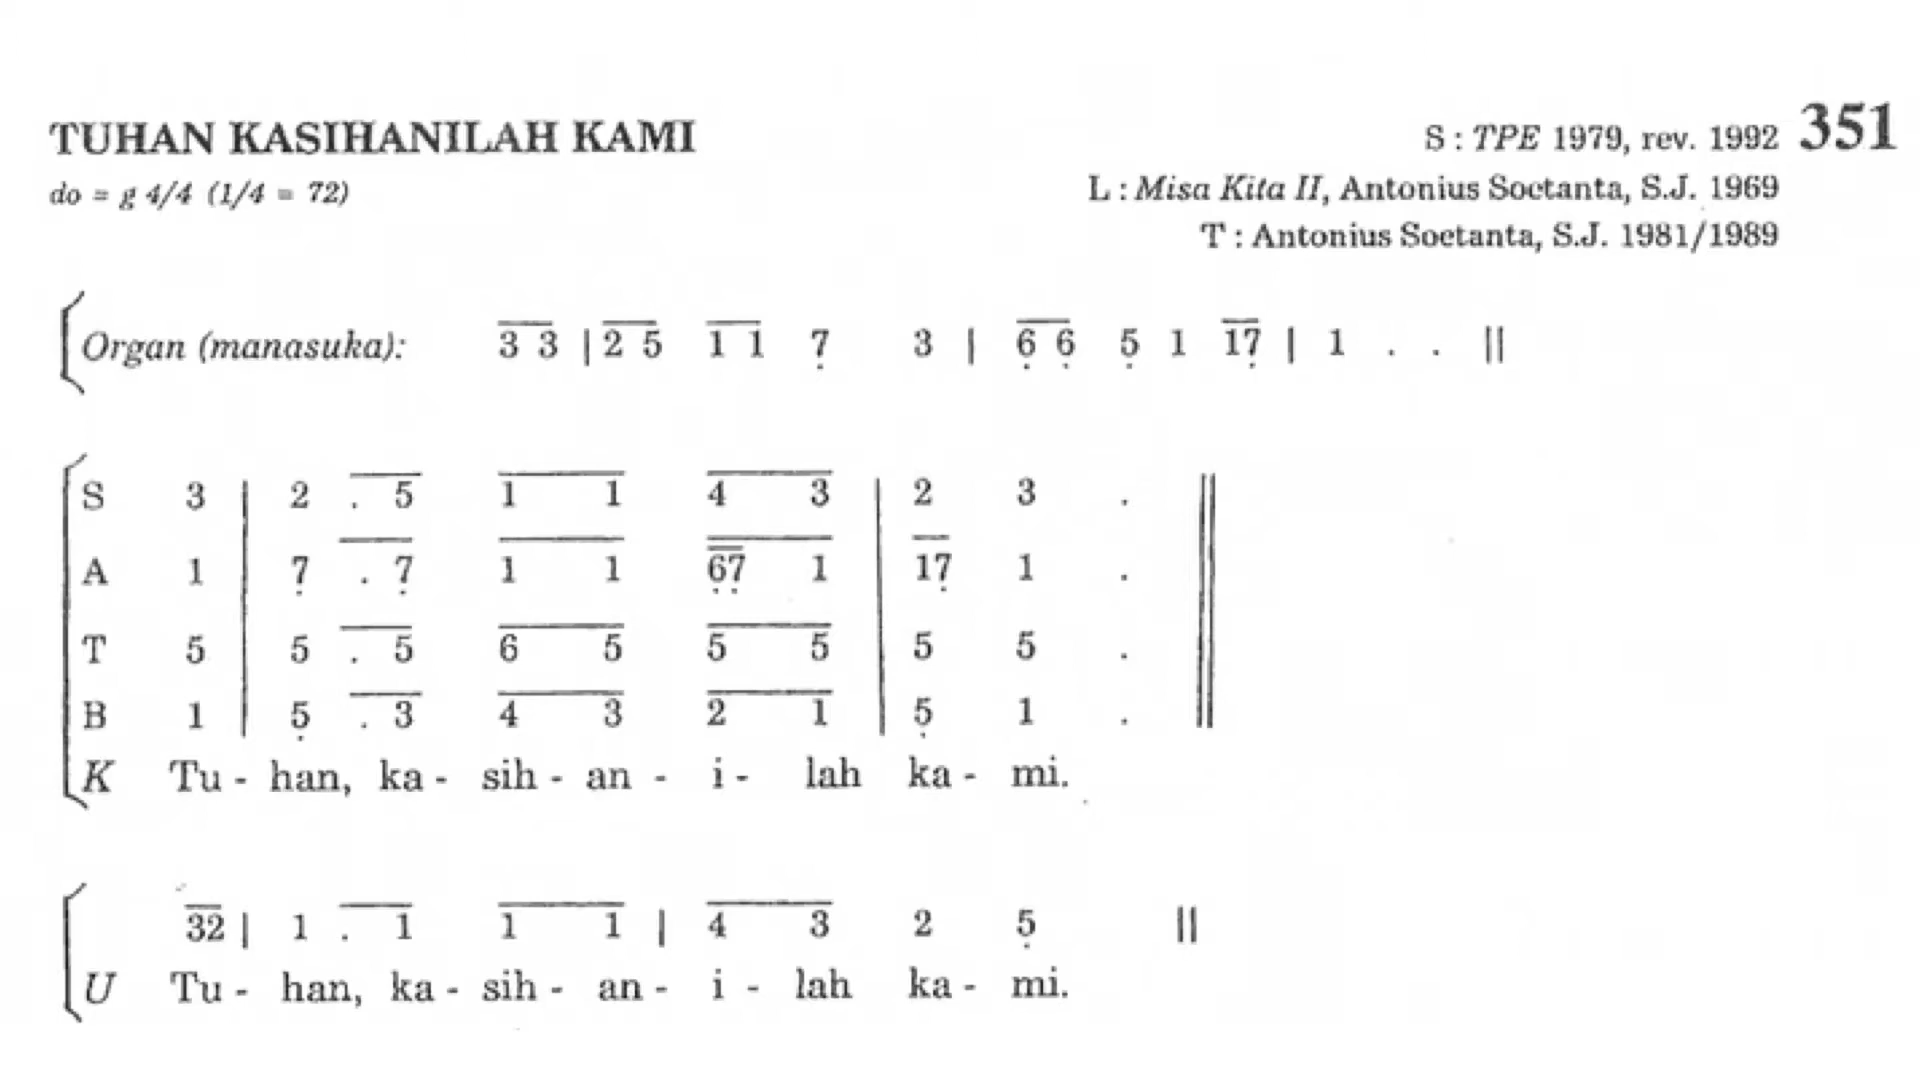 TUHAN KASIHANILAH KAMI
S : TPE 1979, rev. 1992 351
do = g 4/4 (1/4 = 72)
L : Misa Kita II, Antonius Soetanta, S.J. 1969
T : Antonius Soetanta, S.J. 1981/1989
Organ (manasuka): 3 3 | 2 5 1 1 7̣ 3 | 6̣ 6̣ 5̣ 1 17̣ | 1 . . ||
S 3 | 2 . 5 1 1 4 3 | 2 3 . ||
A 1 | 7̣ . 7̣ 1 1 6̣7̣ 1 | 17̣ 1 . ||
T 5 | 5 . 5 6 5 5 5 | 5 5 . ||
B 1 | 5̣ . 3 4 3 2 1 | 5̣ 1 . ||
K Tu - han, ka - sih - an - i - lah ka - mi.
32 | 1 . 1 1 1 | 4 3 2 5̣ ||
U Tu - han, ka - sih - an - i - lah ka - mi.